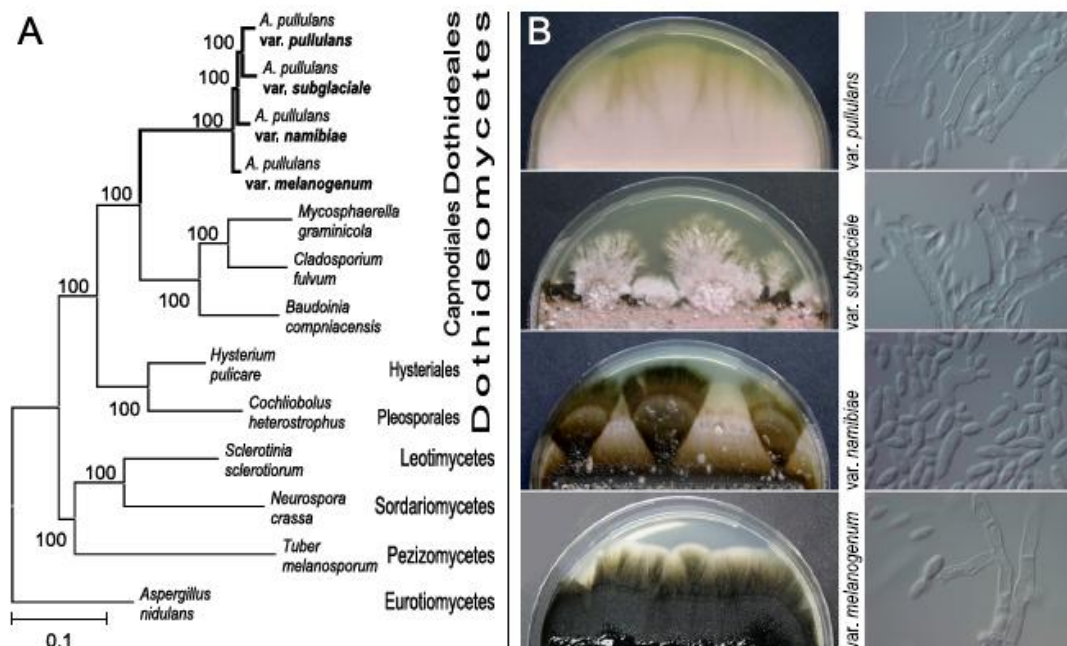 A
100
A. pullulans
var. pullulans
100
A. pullulans
var. subglaciale
100
A. pullulans
var. namibiae
A. pullulans
var. melanogenum
100
100
Mycosphaerella
graminicola
100
Cladosporium
fulvum
100
Baudoinia
compniacensis
100
Hysterium
pulicare
100
Cochliobolus
heterostrophus
100
Sclerotinia
sclerotiorum
Neurospora
crassa
100
Tuber
melanosporum
Aspergillus
nidulans
0.1
Capnodiales Dothideales
Dothideomycetes
Hysteriales
Pleosporales
Leotimycetes
Sordariomycetes
Pezizomycetes
Eurotiomycetes
B
var. pullulans
var. subglaciale
var. namibiae
var. melanogenum